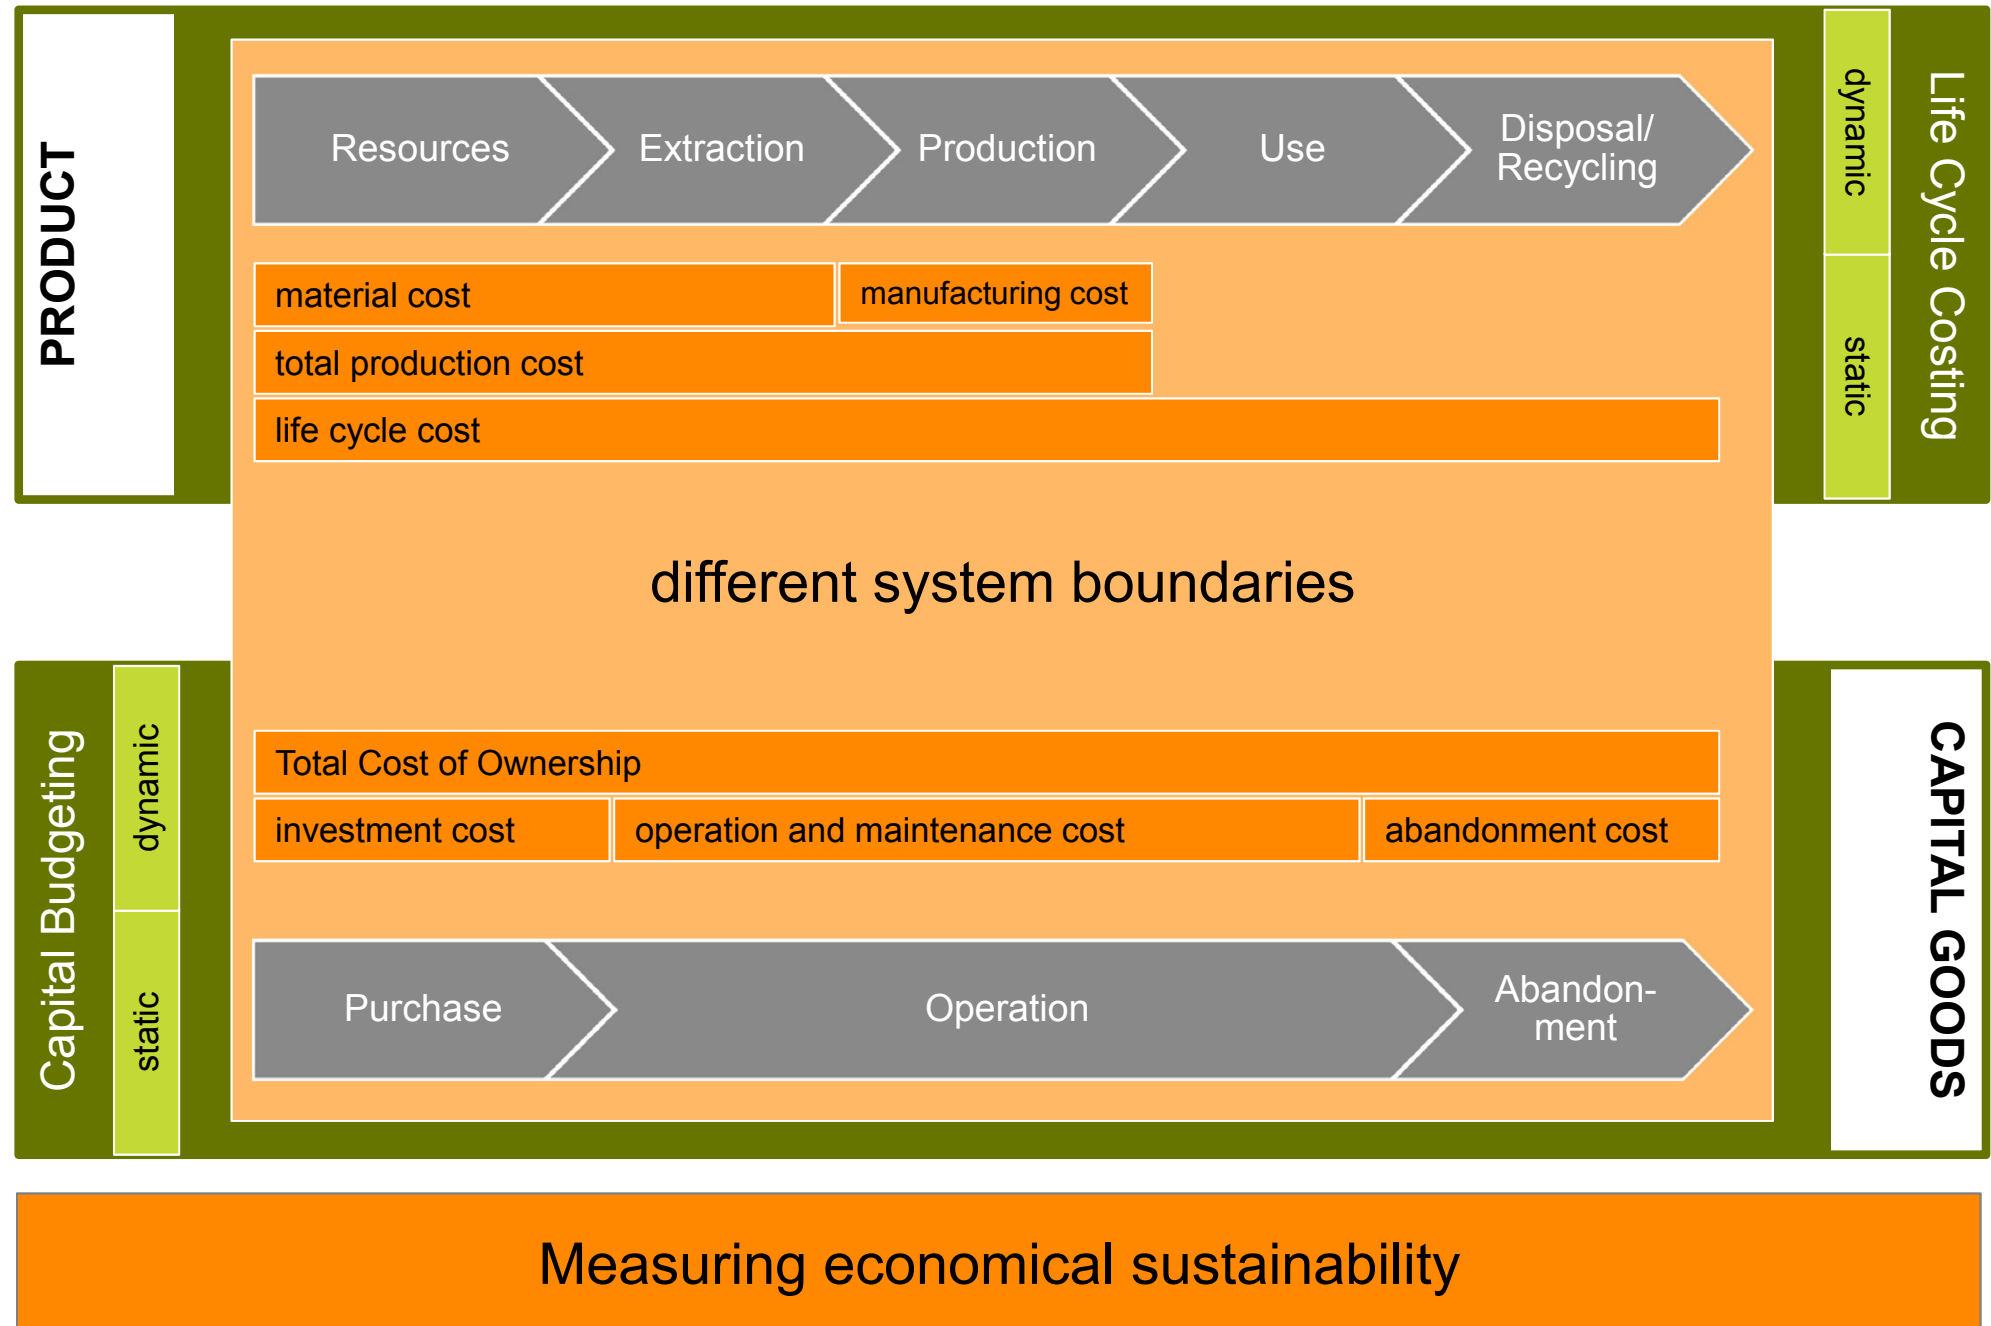 PRODUCT
Resources
Extraction
Production
Use
Disposal/
Recycling
dynamic
static
Life Cycle Costing
material cost
manufacturing cost
total production cost
life cycle cost
different system boundaries
Capital Budgeting
dynamic
static
Total Cost of Ownership
investment cost
operation and maintenance cost
abandonment cost
Purchase
Operation
Abandon-
ment
CAPITAL GOODS
Measuring economical sustainability